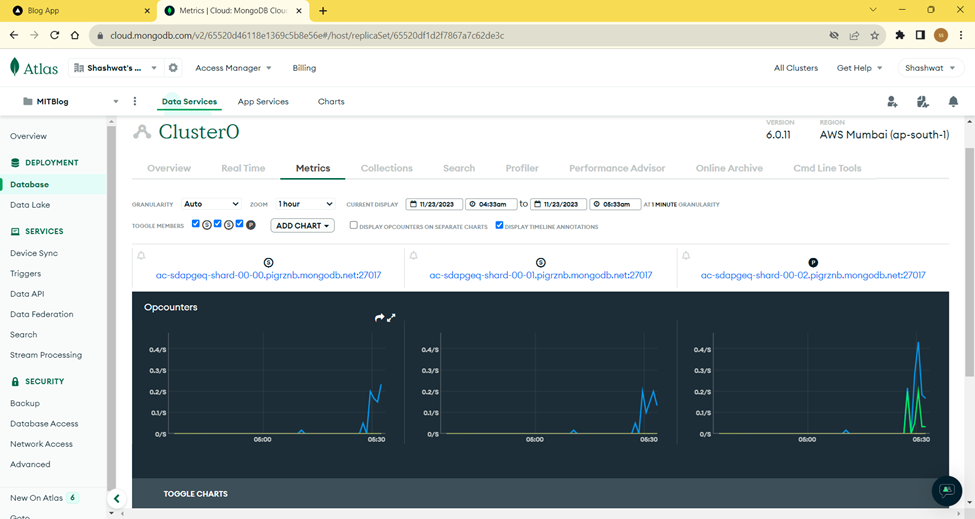 Blog App
Metrics | Cloud: MongoDB Clou
cloud.mongodb.com/v2/65520d46118e1369c5b8e56e#/host/replicaSet/65520df1d2f7867a7c62de3c
Atlas
Shashwat's ...
Access Manager
Billing
All Clusters
Get Help
Shashwat
MITBlog
Data Services
App Services
Charts
Overview
DEPLOYMENT
Database
Data Lake
SERVICES
Device Sync
Triggers
Data API
Data Federation
Search
Stream Processing
SECURITY
Backup
Database Access
Network Access
Advanced
New On Atlas 6
Goto
Cluster0
VERSION
6.0.11
REGION
AWS Mumbai (ap-south-1)
Overview
Real Time
Metrics
Collections
Search
Profiler
Performance Advisor
Online Archive
Cmd Line Tools
GRANULARITY Auto ZOOM 1 hour CURRENT DISPLAY 11/23/2023 04:33am to 11/23/2023 05:33am AT 1 MINUTE GRANULARITY
TOGGLE MEMBERS S S P ADD CHART DISPLAY OPCOUNTERS ON SEPARATE CHARTS DISPLAY TIMELINE ANNOTATIONS
S
ac-sdapgeq-shard-00-00.pigrznb.mongodb.net:27017
S
ac-sdapgeq-shard-00-01.pigrznb.mongodb.net:27017
P
ac-sdapgeq-shard-00-02.pigrznb.mongodb.net:27017
Opcounters
0.4/S
0.3/S
0.2/S
0.1/S
0/S
05:00
05:30
0.4/S
0.3/S
0.2/S
0.1/S
0/S
05:00
05:30
0.4/S
0.3/S
0.2/S
0.1/S
0/S
05:00
05:30
TOGGLE CHARTS